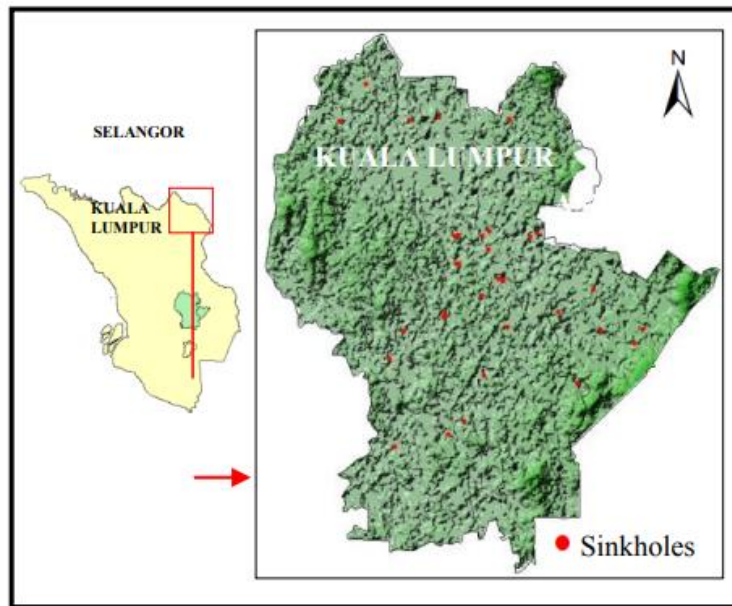 SELANGOR
KUALA
LUMPUR
N
KUALA LUMPUR
Sinkholes